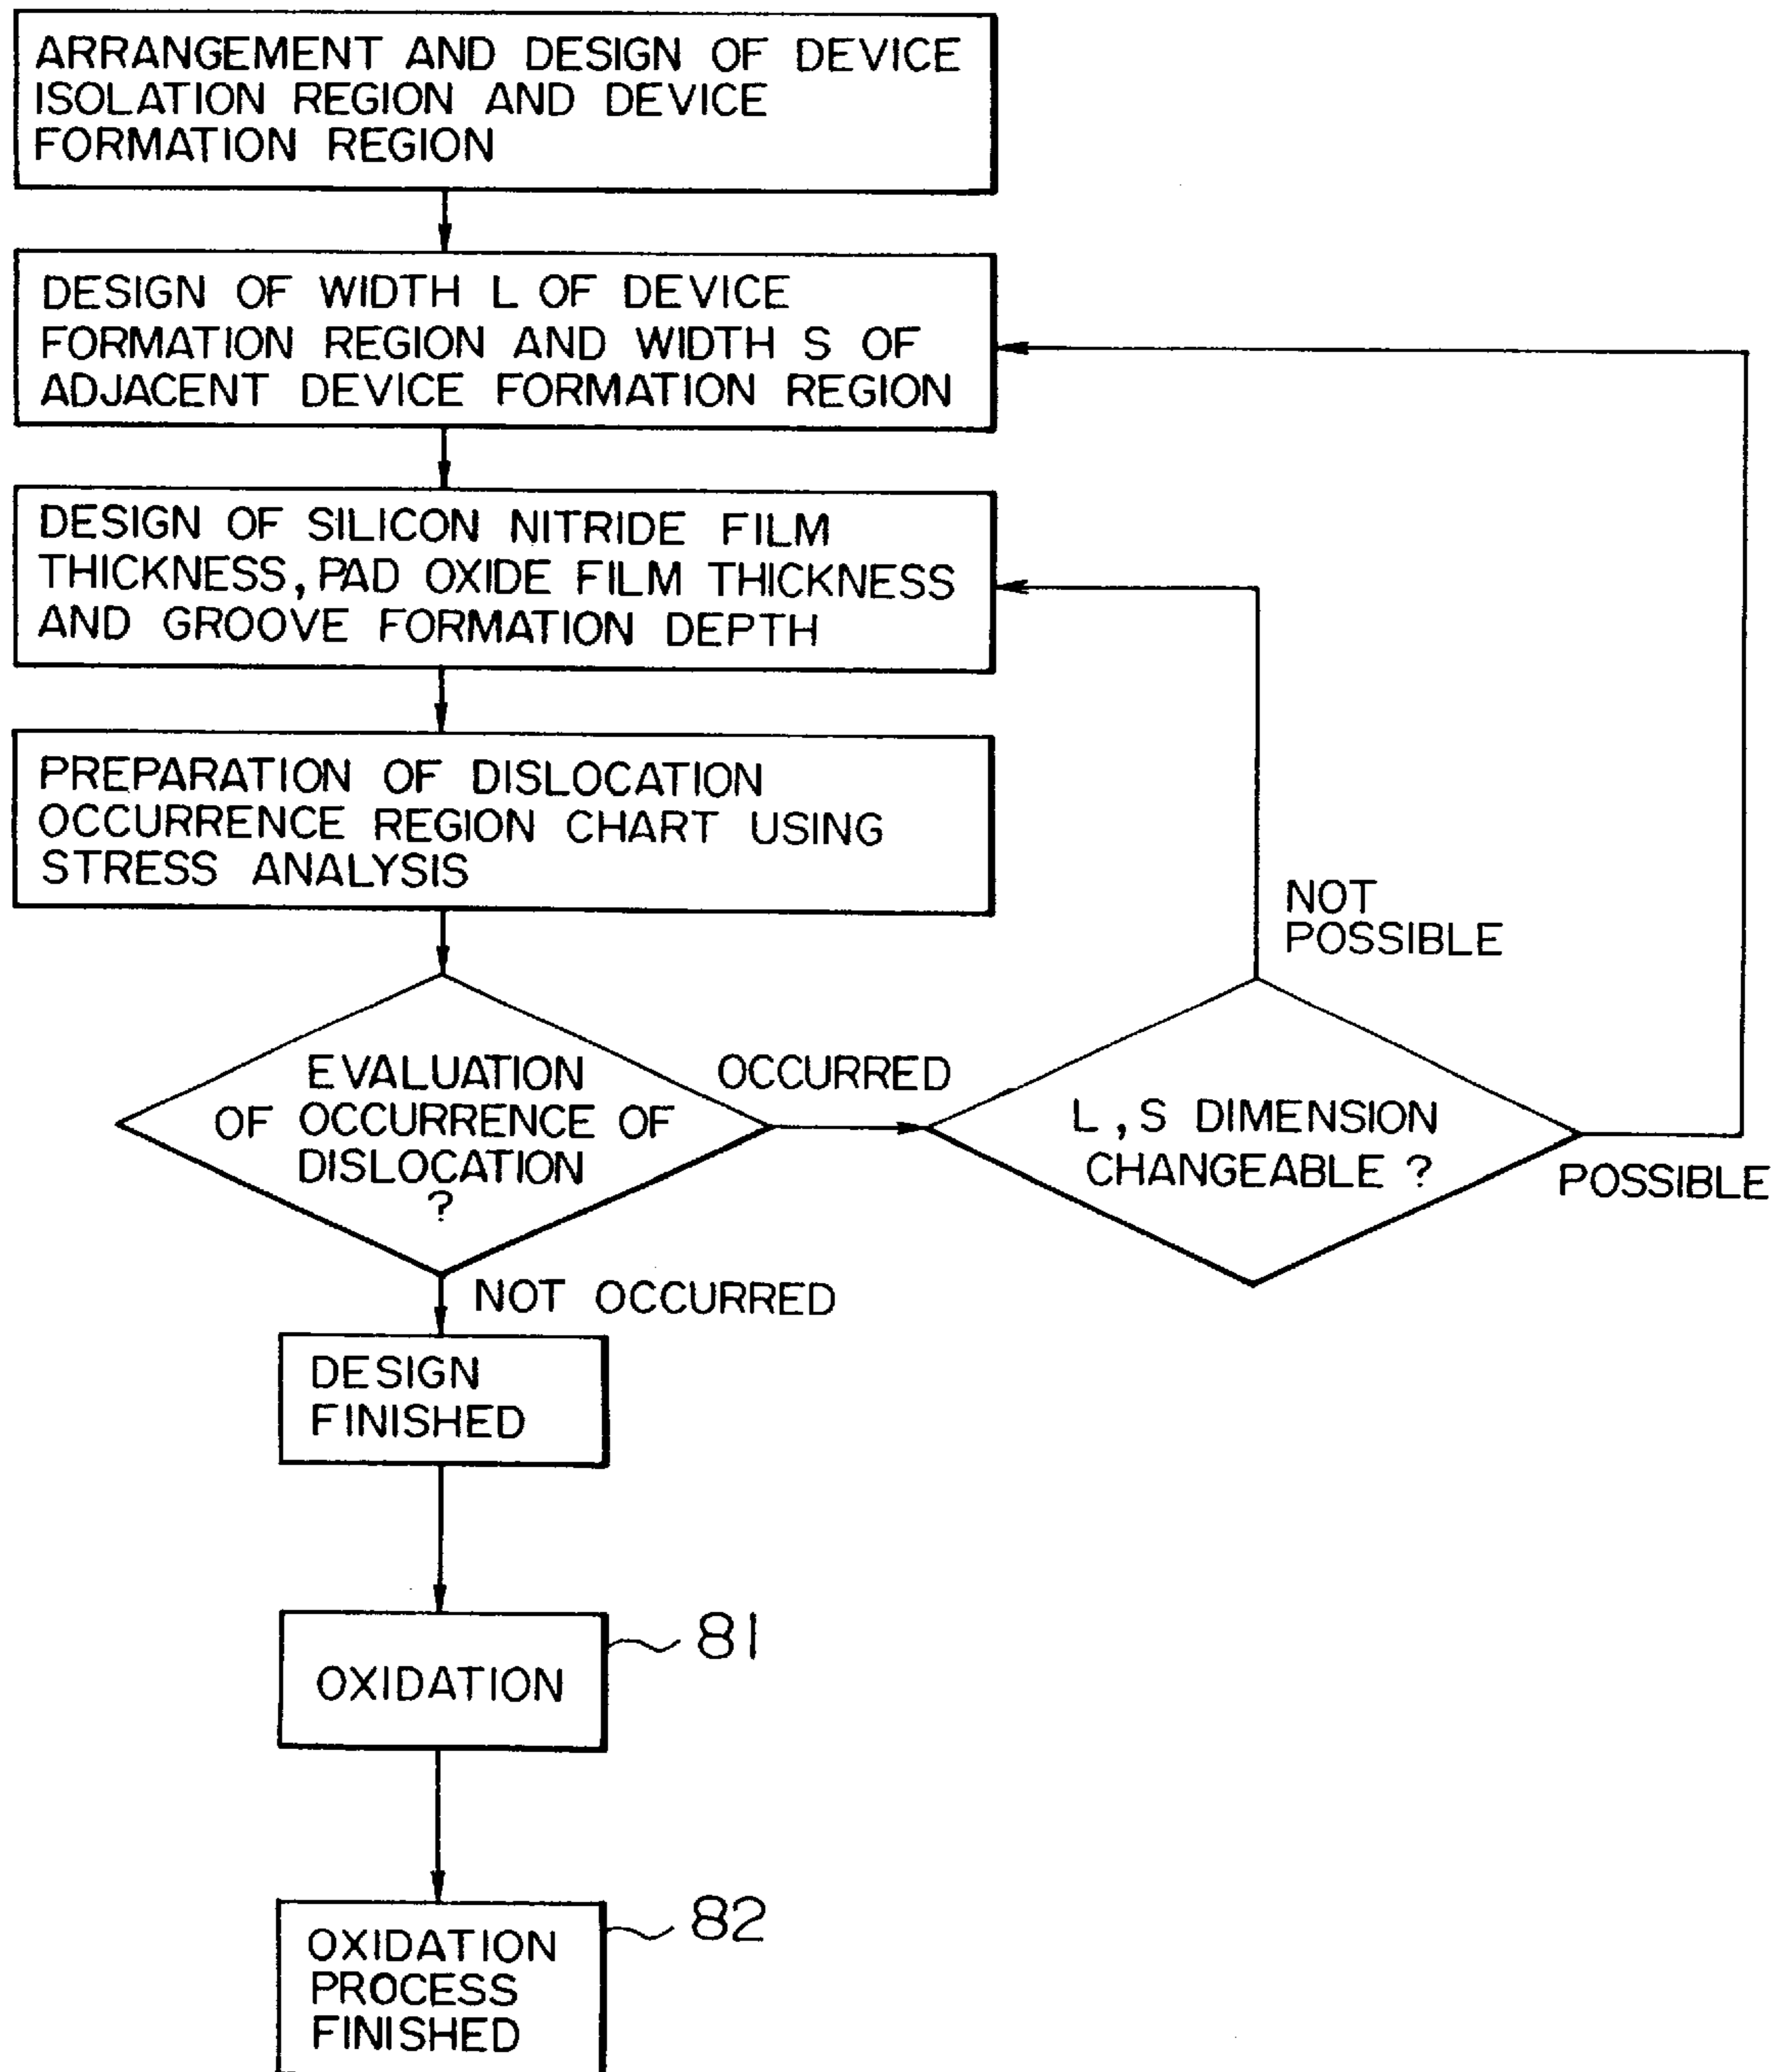 ARRANGEMENT AND DESIGN OF DEVICE
ISOLATION REGION AND DEVICE
FORMATION REGION
DESIGN OF WIDTH L OF DEVICE
FORMATION REGION AND WIDTH S OF
ADJACENT DEVICE FORMATION REGION
DESIGN OF SILICON NITRIDE FILM
THICKNESS, PAD OXIDE FILM THICKNESS
AND GROOVE FORMATION DEPTH
PREPARATION OF DISLOCATION
OCCURRENCE REGION CHART USING
STRESS ANALYSIS
NOT
POSSIBLE
EVALUATION
OF OCCURRENCE OF
DISLOCATION
?
OCCURRED
L, S DIMENSION
CHANGEABLE ?
POSSIBLE
NOT OCCURRED
DESIGN
FINISHED
81
OXIDATION
82
OXIDATION
PROCESS
FINISHED